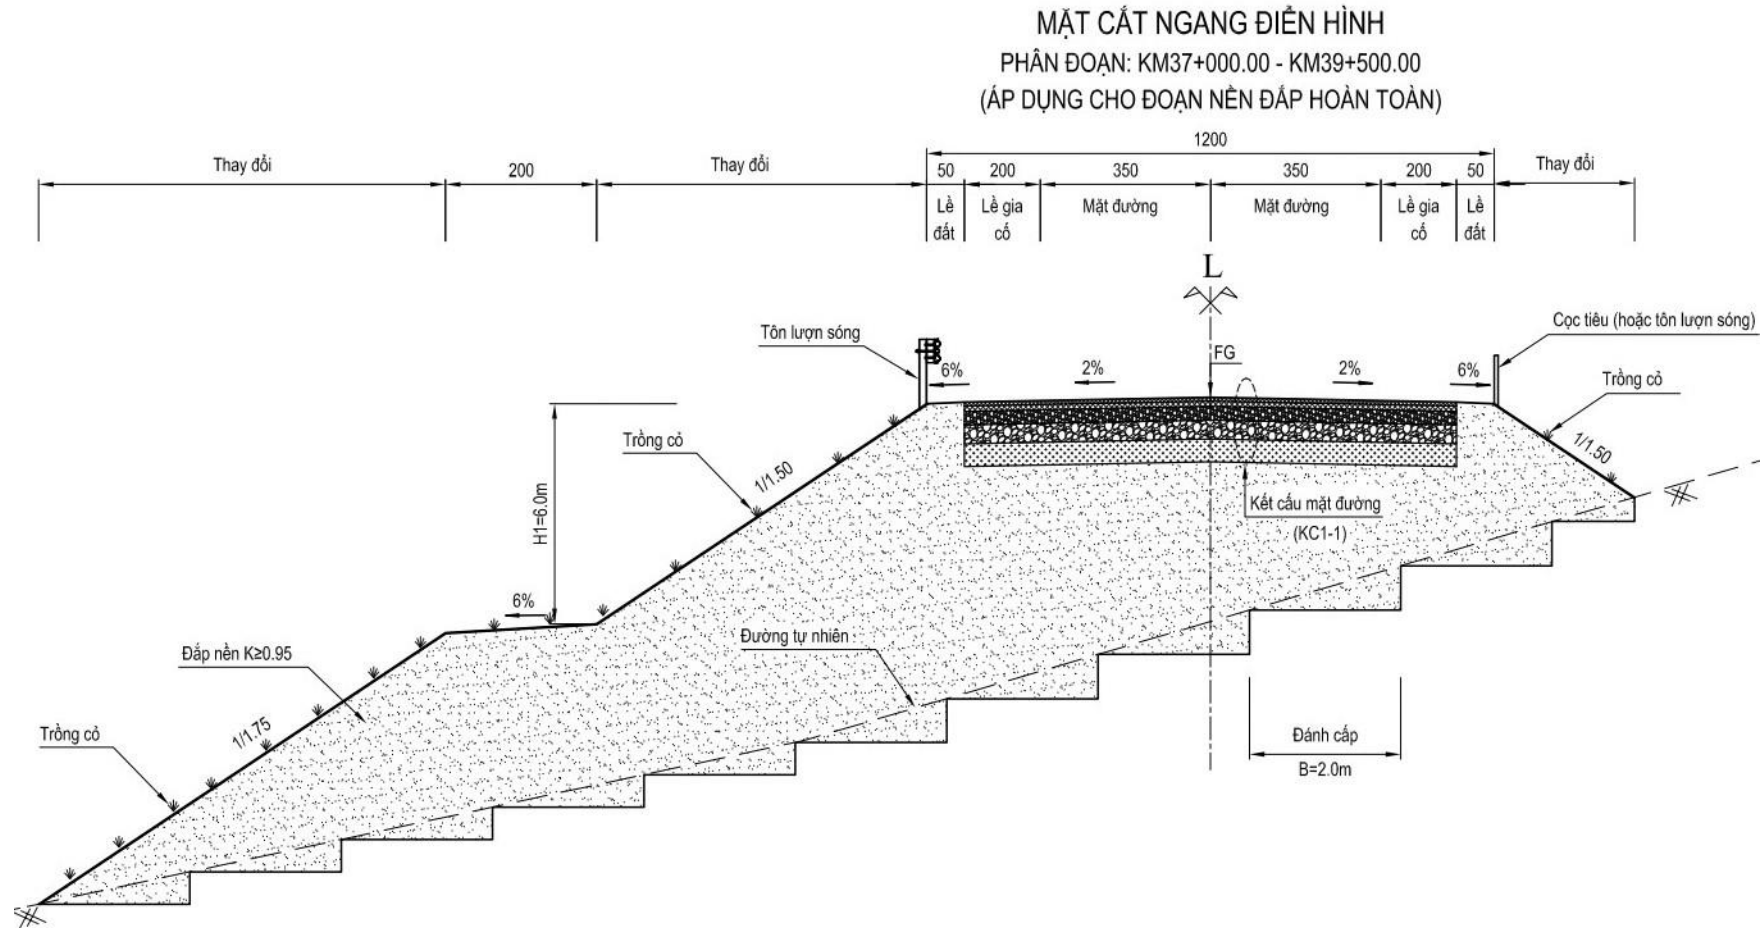 MẶT CẮT NGANG ĐIỂN HÌNH
PHÂN ĐOẠN: KM37+000.00 - KM39+500.00
(ÁP DỤNG CHO ĐOẠN NỀN ĐẮP HOÀN TOÀN)
1200
Thay đổi
200
Thay đổi
50
200
350
350
200
50
Thay đổi
Lề
đất
Lề gia
cố
Mặt đường
Mặt đường
Lề gia
cố
Lề
đất
L
Tôn lượn sóng
Cọc tiêu (hoặc tôn lượn sóng)
FG
6%
2%
2%
6%
Trồng cỏ
Trồng cỏ
1/1.50
1/1.50
H1=6.0m
Kết cấu mặt đường
(KC1-1)
6%
Đường tự nhiên
Đắp nền K≥0.95
Trồng cỏ
1/1.75
Đánh cấp
B=2.0m